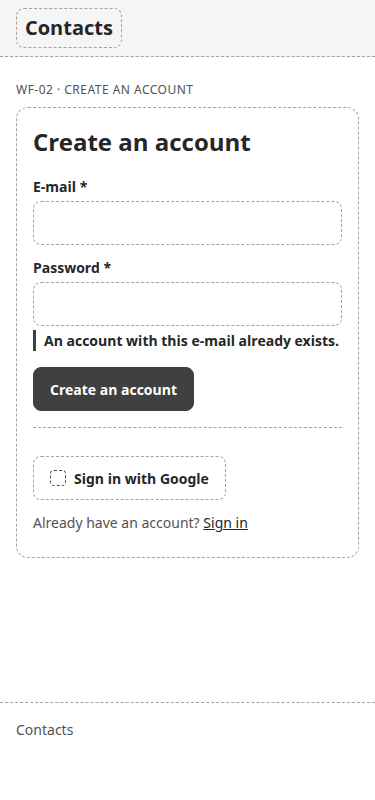 Contacts
WF-02 · CREATE AN ACCOUNT
Create an account
E-mail *
Password *
An account with this e-mail already exists.
Create an account
Sign in with Google
Already have an account? Sign in
Contacts